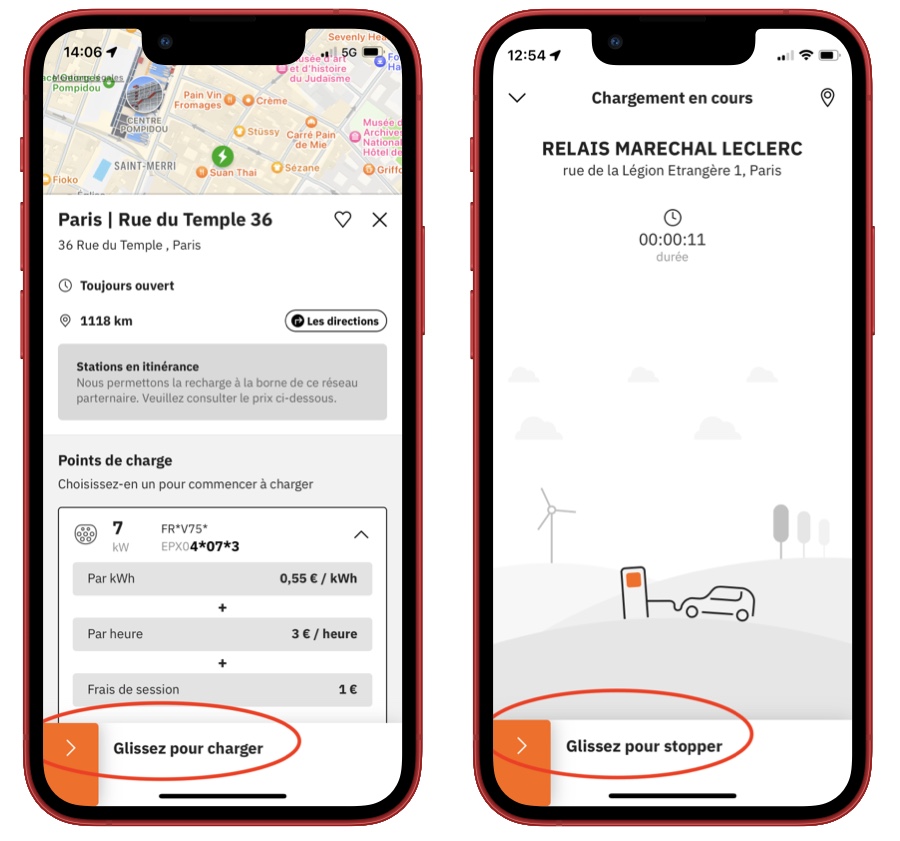 14:06
5G
Sevenly Hea
Musée d'art
et d'histoire
du Judaïsme
Pompidou
Pain Vin
Fromages
Crème
CENTRE
POMPIDOU
Stüssy
Carré Pain
de Mie
Musée d
Archive
National
Hôtel de
SAINT-MERRI
Suan Thai
Sézane
Griffo
Fioko
Paris | Rue du Temple 36
36 Rue du Temple , Paris
Toujours ouvert
1118 km
Les directions
Stations en itinérance
Nous permettons la recharge à la borne de ce réseau
parternaire. Veuillez consulter le prix ci-dessous.
Points de charge
Choisissez-en un pour commencer à charger
7
kW
FR*V75*
EPX04*07*3
Par kWh
0,55 € / kWh
+
Par heure
3 € / heure
+
Frais de session
1 €
Glissez pour charger
12:54
Chargement en cours
RELAIS MARECHAL LECLERC
rue de la Légion Etrangère 1, Paris
00:00:11
durée
Glissez pour stopper